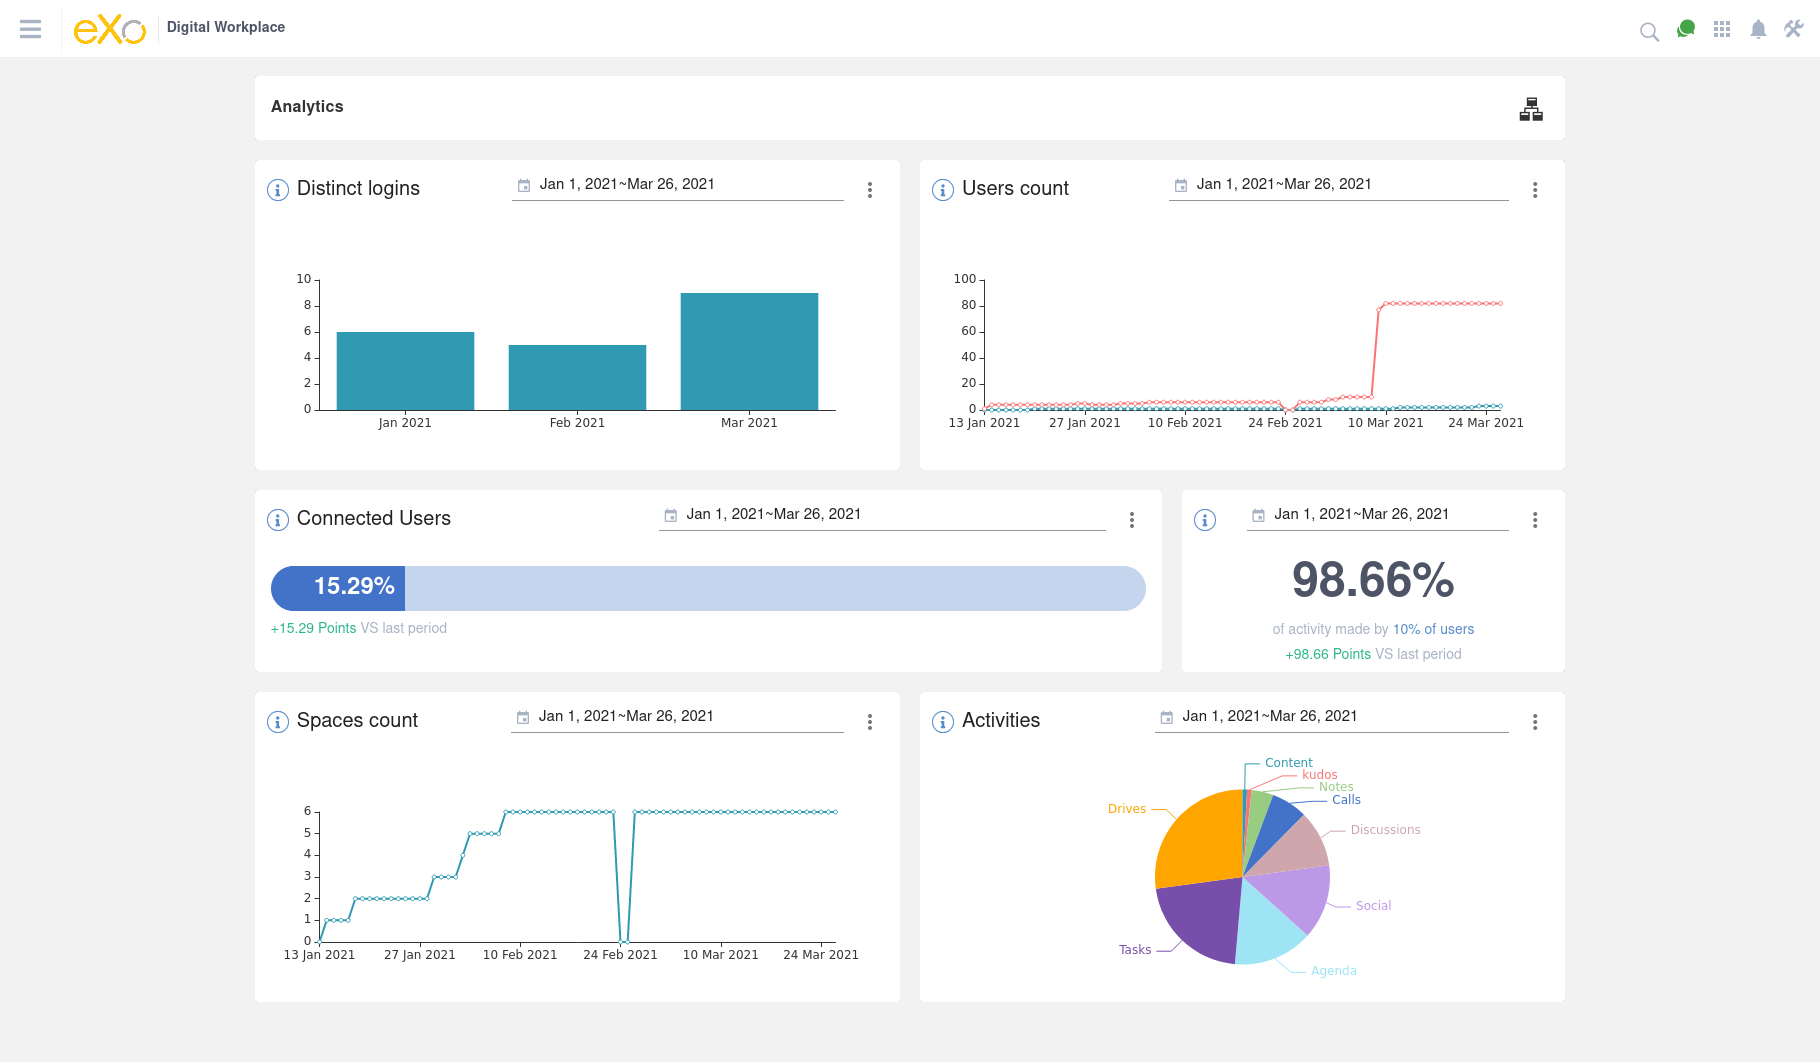 eXo
Digital Workplace
Analytics
Distinct logins
Jan 1, 2021~Mar 26, 2021
10
8
6
4
2
0
Jan 2021 Feb 2021 Mar 2021
Users count
Jan 1, 2021~Mar 26, 2021
100
80
60
40
20
0
13 Jan 2021 27 Jan 2021 10 Feb 2021 24 Feb 2021 10 Mar 2021 24 Mar 2021
Connected Users
Jan 1, 2021~Mar 26, 2021
15.29%
+15.29 Points VS last period
Jan 1, 2021~Mar 26, 2021
98.66%
of activity made by 10% of users
+98.66 Points VS last period
Spaces count
Jan 1, 2021~Mar 26, 2021
6
5
4
3
2
1
0
13 Jan 2021 27 Jan 2021 10 Feb 2021 24 Feb 2021 10 Mar 2021 24 Mar 2021
Activities
Jan 1, 2021~Mar 26, 2021
Content
kudos
Notes
Calls
Drives
Discussions
Social
Tasks
Agenda